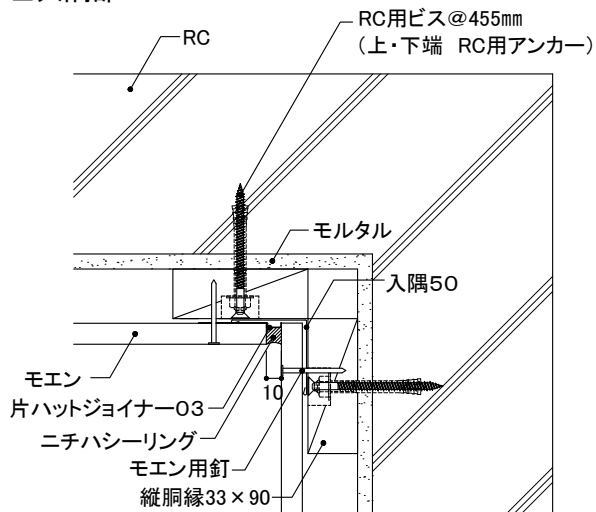 RC用ビス@455㎜
(上・下端 RC用アンカー)
RC
モルタル
入隅50
モエン
10
片ハットジョイナー03
ニチハシーリング
モエン用釘
縦胴縁33×90